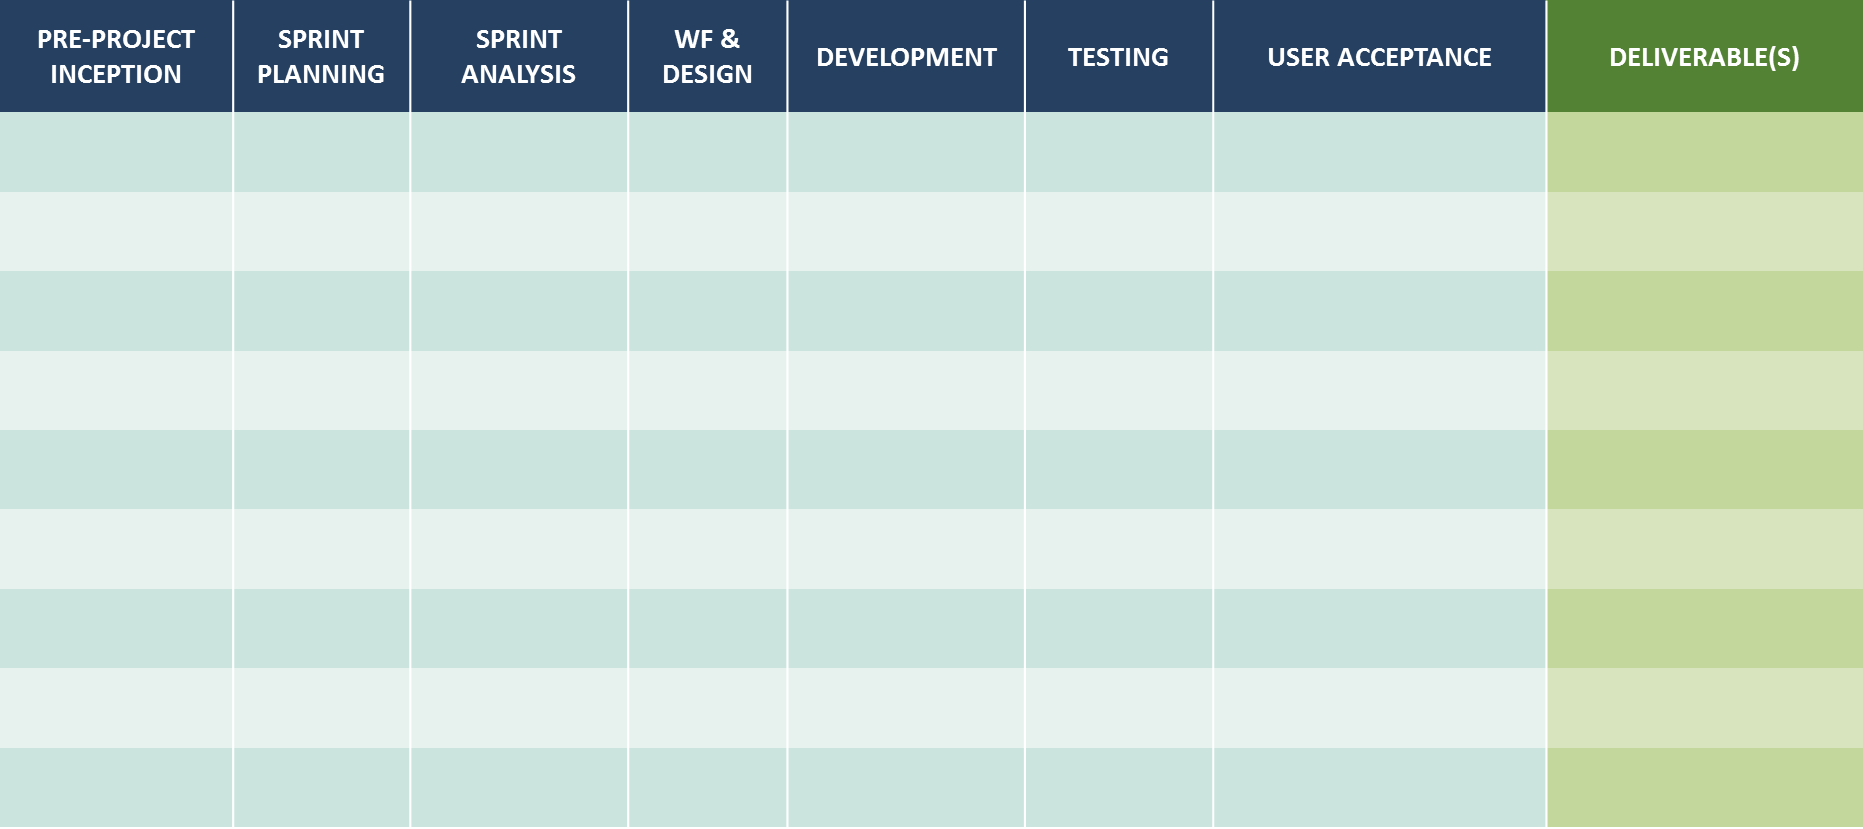 PRE-PROJECT
INCEPTION
SPRINT
PLANNING
SPRINT
ANALYSIS
WF &
DESIGN
DEVELOPMENT
TESTING
USER ACCEPTANCE
DELIVERABLE(S)